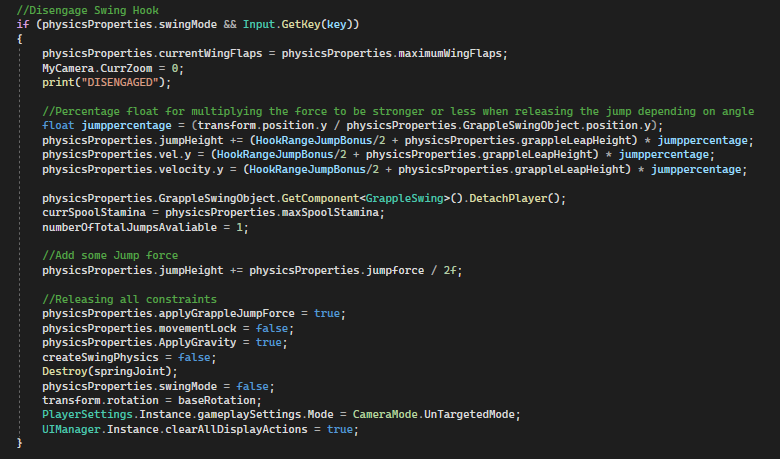 //Disengage Swing Hook
if (physicsProperties.swingMode && Input.GetKey(key))
{
physicsProperties.currentWingFlaps = physicsProperties.maximumWingFlaps;
MyCamera.CurrZoom = 0;
print("DISENGAGED");
//Percentage float for multiplying the force to be stronger or less when releasing the jump depending on angle
float jumppercentage = (transform.position.y / physicsProperties.GrappleSwingObject.position.y);
physicsProperties.jumpHeight += (HookRangeJumpBonus/2 + physicsProperties.grappleLeapHeight) * jumppercentage;
physicsProperties.vel.y = (HookRangeJumpBonus/2 + physicsProperties.grappleLeapHeight) * jumppercentage;
physicsProperties.velocity.y = (HookRangeJumpBonus/2 + physicsProperties.grappleLeapHeight) * jumppercentage;
physicsProperties.GrappleSwingObject.GetComponent<GrappleSwing>().DetachPlayer();
currSpoolStamina = physicsProperties.maxSpoolStamina;
numberOfTotalJumpsAvaliable = 1;
//Add some Jump force
physicsProperties.jumpHeight += physicsProperties.jumpforce / 2f;
//Releasing all constraints
physicsProperties.applyGrappleJumpForce = true;
physicsProperties.movementLock = false;
physicsProperties.ApplyGravity = true;
createSwingPhysics = false;
Destroy(springJoint);
physicsProperties.swingMode = false;
transform.rotation = baseRotation;
PlayerSettings.Instance.gameplaySettings.Mode = CameraMode.UnTargetedMode;
UIManager.Instance.clearAllDisplayActions = true;
}